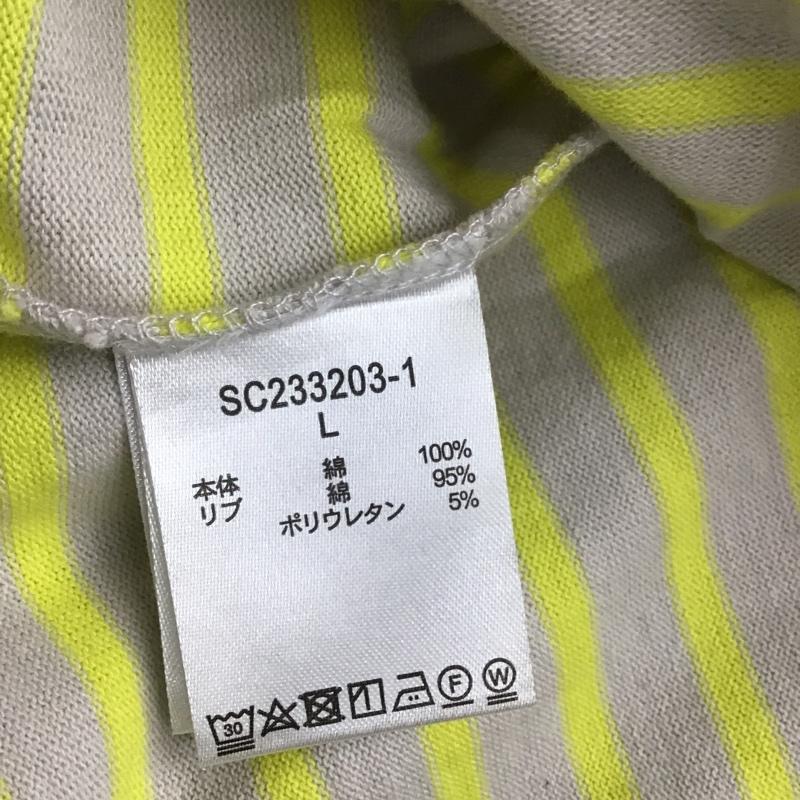 SC233203-1
L
本体 綿 100%
リブ 綿 95%
ポリウレタン 5%
30 F W